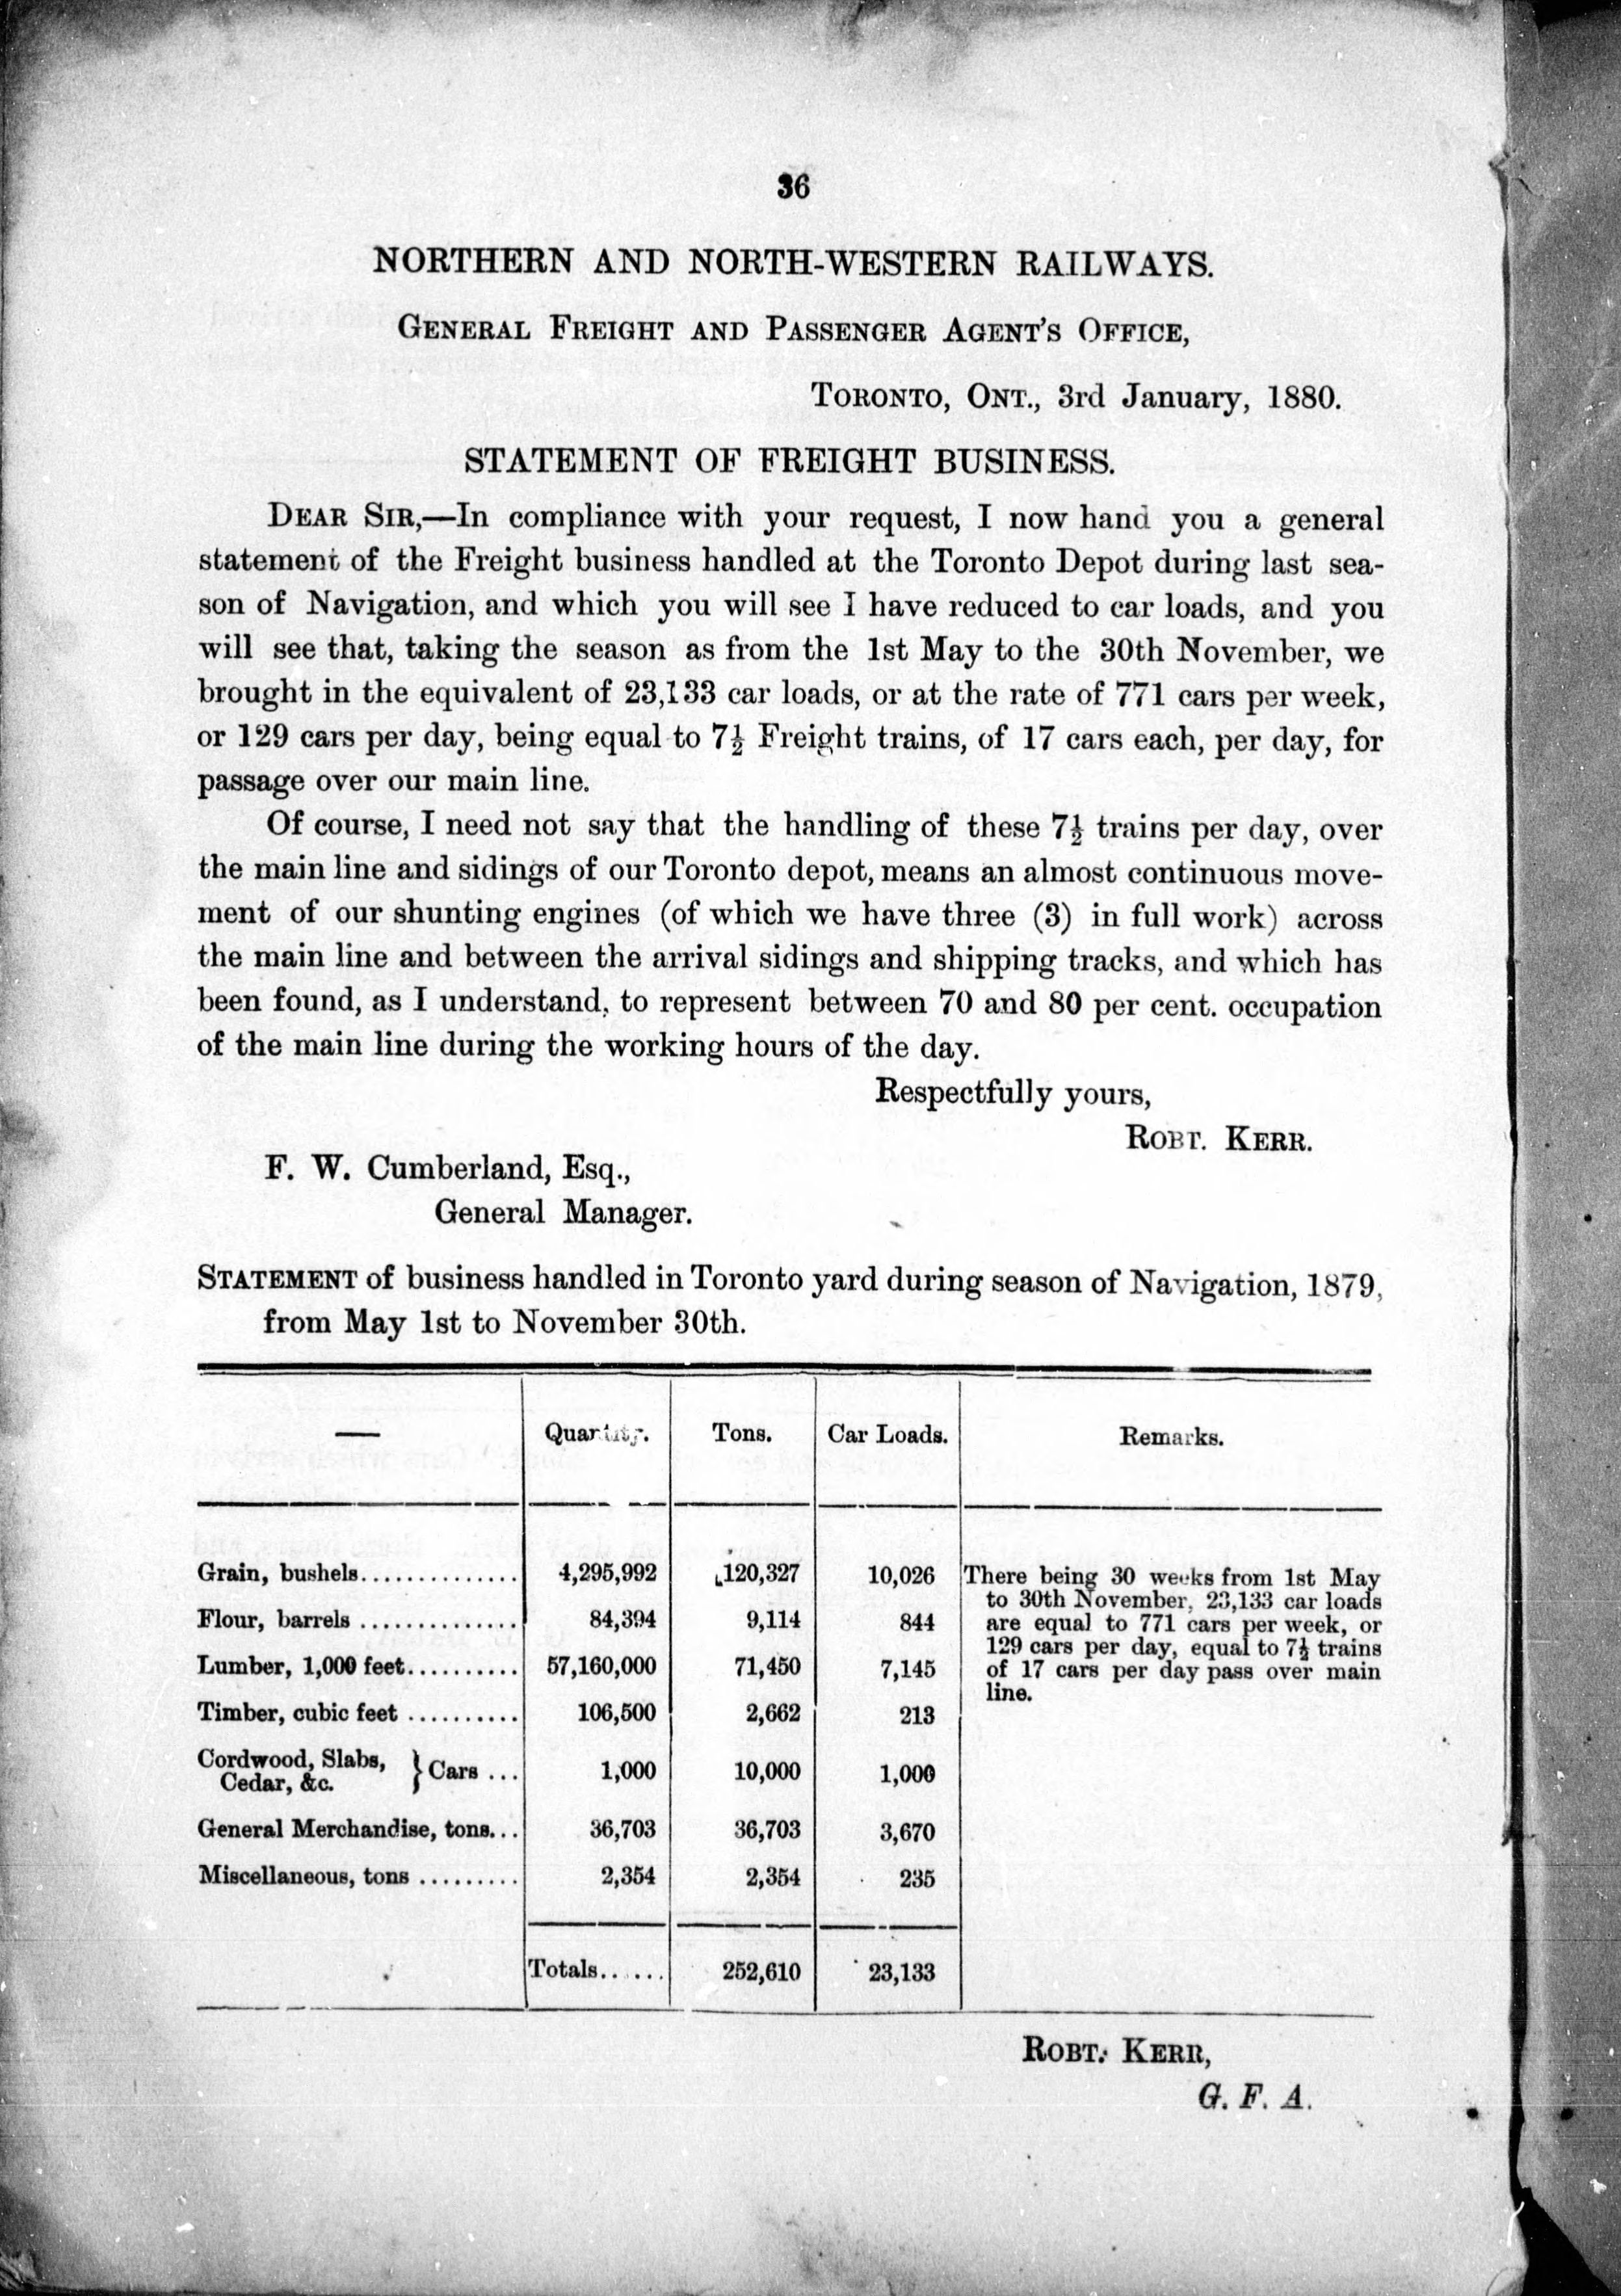 36
NORTHERN AND NORTH-WESTERN RAILWAYS.
GENERAL FREIGHT AND PASSENGER AGENT'S OFFICE,
TORONTO, ONT., 3rd January, 1880.
STATEMENT OF FREIGHT BUSINESS.
DEAR SIR,—In compliance with your request, I now hand you a general
statement of the Freight business handled at the Toronto Depot during last sea-
son of Navigation, and which you will see I have reduced to car loads, and you
will see that, taking the season as from the 1st May to the 30th November, we
brought in the equivalent of 23,133 car loads, or at the rate of 771 cars per week,
or 129 cars per day, being equal to 7½ Freight trains, of 17 cars each, per day, for
passage over our main line.
Of course, I need not say that the handling of these 7½ trains per day, over
the main line and sidings of our Toronto depot, means an almost continuous move-
ment of our shunting engines (of which we have three (3) in full work) across
the main line and between the arrival sidings and shipping tracks, and which has
been found, as I understand, to represent between 70 and 80 per cent. occupation
of the main line during the working hours of the day.
Respectfully yours,
ROBT. KERR.
F. W. Cumberland, Esq.,
General Manager.
STATEMENT of business handled in Toronto yard during season of Navigation, 1879,
from May 1st to November 30th.
— Quantity. Tons. Car Loads. Remarks.
Grain, bushels.............. 4,295,992 120,327 10,026 There being 30 weeks from 1st May
to 30th November, 23,133 car loads
Flour, barrels .............. 84,394 9,114 844 are equal to 771 cars per week, or
129 cars per day, equal to 7½ trains
Lumber, 1,000 feet.......... 57,160,000 71,450 7,145 of 17 cars per day pass over main
line.
Timber, cubic feet .......... 106,500 2,662 213
Cordwood, Slabs,
Cedar, &c. } Cars ... 1,000 10,000 1,000
General Merchandise, tons... 36,703 36,703 3,670
Miscellaneous, tons ......... 2,354 2,354 235
Totals...... 252,610 23,133
ROBT. KERR,
G. F. A.